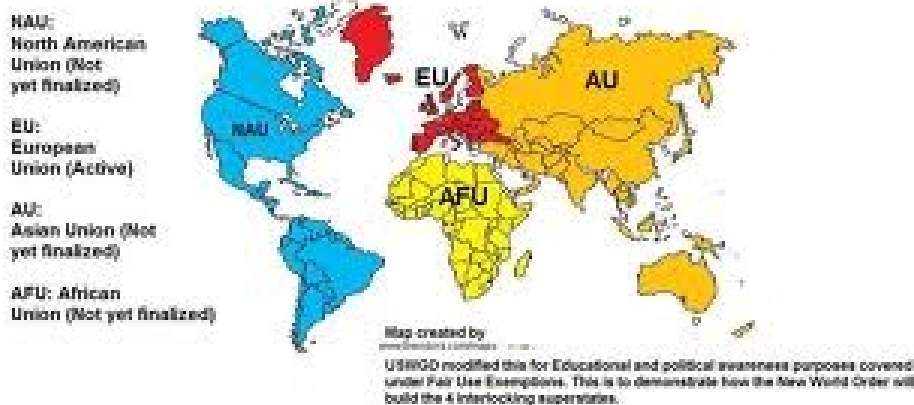 NAU:
North American
Union (Not
yet finalized)
EU:
European
Union (Active)
AU:
Asian Union (Not
yet finalized)
AFU: African
Union (Not yet finalized)
NAU
EU
AU
AFU
Map created by
USWGO modified this for Educational and political awareness purposes covered
under Fair Use Exemptions. This is to demonstrate how the New World Order will
build the 4 interlocking superstates.